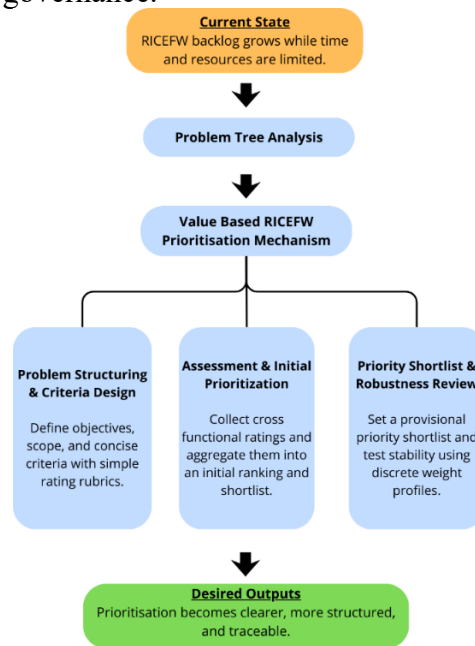 governance.
Current State
RICEFW backlog grows while time
and resources are limited.
Problem Tree Analysis
Value Based RICEFW
Prioritisation Mechanism
Problem Structuring
& Criteria Design
Define objectives,
scope, and concise
criteria with simple
rating rubrics.
Assessment & Initial
Prioritization
Collect cross
functional ratings and
aggregate them into
an initial ranking and
shortlist.
Priority Shortlist &
Robustness Review
Set a provisional
priority shortlist and
test stability using
discrete weight
profiles.
Desired Outputs
Prioritisation becomes clearer, more structured,
and traceable.